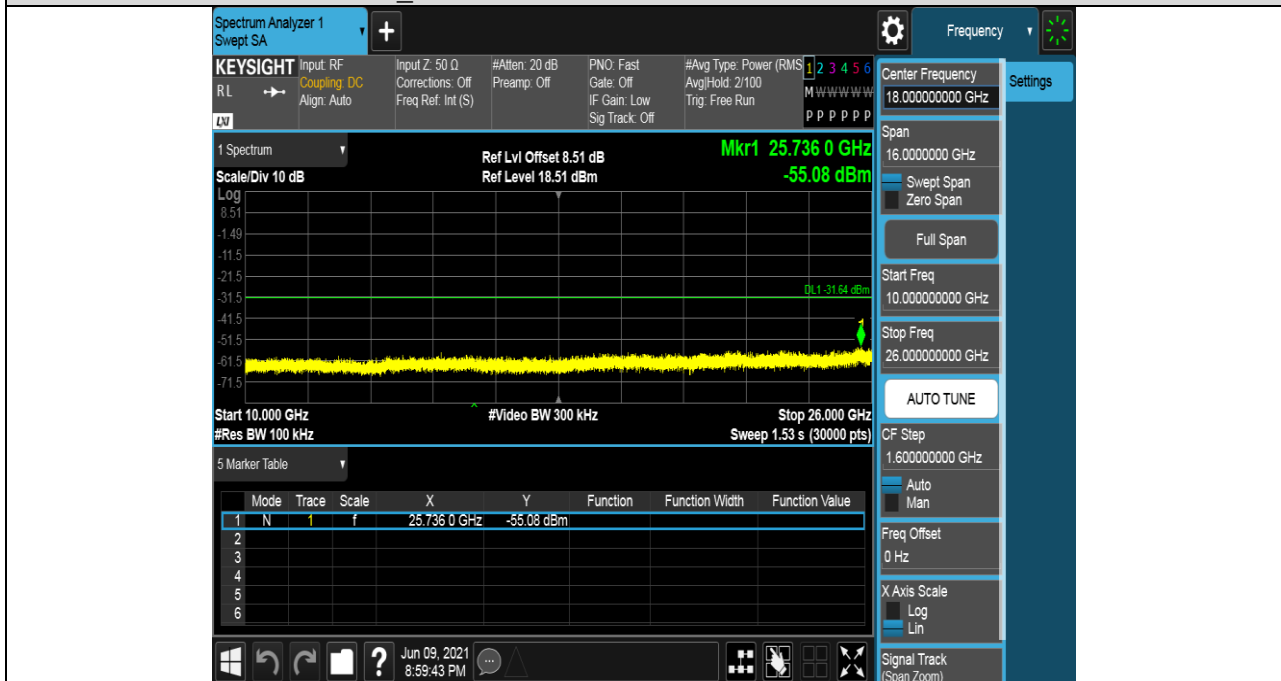 Spectrum Analyzer 1
Swept SA
Frequency
KEYSIGHT
RL
LXI
Input: RF
Coupling: DC
Align: Auto
Input Z: 50 Ω
Corrections: Off
Freq Ref: Int (S)
#Atten: 20 dB
Preamp: Off
PNO: Fast
Gate: Off
IF Gain: Low
Sig Track: Off
#Avg Type: Power (RMS
Avg|Hold: 2/100
Trig: Free Run
1 2 3 4 5 6
M W W W W W
P P P P P P
1 Spectrum
Scale/Div 10 dB
Ref Lvl Offset 8.51 dB
Ref Level 18.51 dBm
Mkr1 25.736 0 GHz
-55.08 dBm
Log
8.51
-1.49
-11.5
-21.5
-31.5
-41.5
-51.5
-61.5
-71.5
DL1 -31.64 dBm
1
Start 10.000 GHz
#Res BW 100 kHz
#Video BW 300 kHz
Stop 26.000 GHz
Sweep 1.53 s (30000 pts)
5 Marker Table
Mode Trace Scale X Y Function Function Width Function Value
1 N 1 f 25.736 0 GHz -55.08 dBm
2
3
4
5
6
?
Jun 09, 2021
8:59:43 PM
Center Frequency
18.000000000 GHz
Settings
Span
16.0000000 GHz
Swept Span
Zero Span
Full Span
Start Freq
10.000000000 GHz
Stop Freq
26.000000000 GHz
AUTO TUNE
CF Step
1.600000000 GHz
Auto
Man
Freq Offset
0 Hz
X Axis Scale
Log
Lin
Signal Track
(Span Zoom)